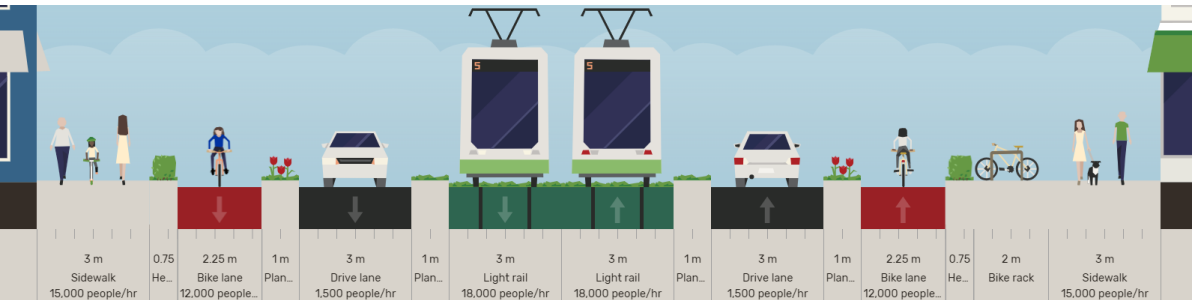 5
5
3 m
Sidewalk
15,000 people/hr
0.75
He...
2.25 m
Bike lane
12,000 people...
1 m
Plan...
3 m
Drive lane
1,500 people/hr
1 m
Plan...
3 m
Light rail
18,000 people/hr
3 m
Light rail
18,000 people/hr
1 m
Plan...
3 m
Drive lane
1,500 people/hr
1 m
Plan...
2.25 m
Bike lane
12,000 people...
0.75
He...
2 m
Bike rack
3 m
Sidewalk
15,000 people/hr